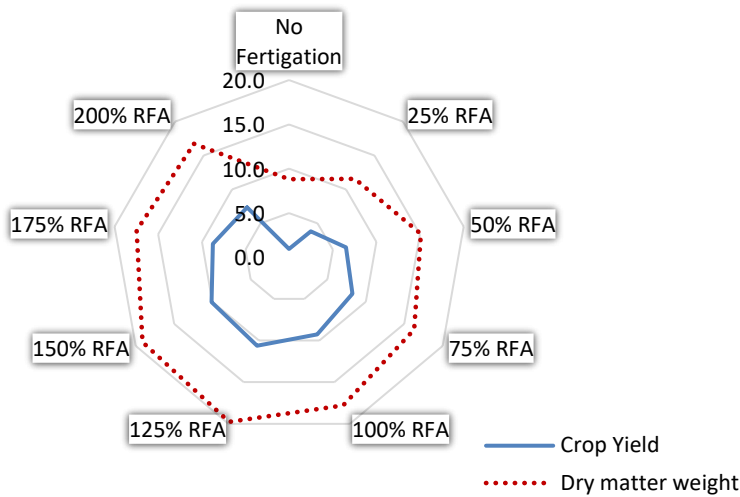 No
Fertigation
20.0
200% RFA
25% RFA
15.0
10.0
175% RFA
5.0
50% RFA
0.0
150% RFA
75% RFA
125% RFA
100% RFA
Crop Yield
Dry matter weight